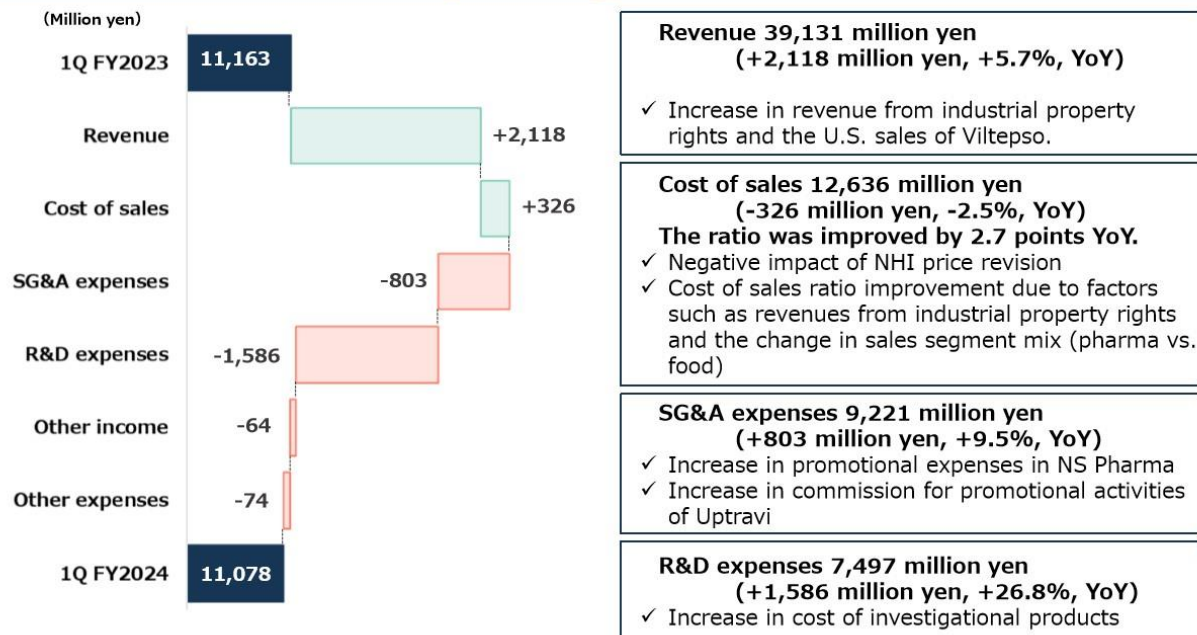 (Million yen)
1Q FY2023
11,163
Revenue
+2,118
Cost of sales
+326
SG&A expenses
-803
R&D expenses
-1,586
Other income
-64
Other expenses
-74
1Q FY2024
11,078
Revenue 39,131 million yen
(+2,118 million yen, +5.7%, YoY)
✓ Increase in revenue from industrial property
rights and the U.S. sales of Viltepso.
Cost of sales 12,636 million yen
(-326 million yen, -2.5%, YoY)
The ratio was improved by 2.7 points YoY.
✓ Negative impact of NHI price revision
✓ Cost of sales ratio improvement due to factors
such as revenues from industrial property rights
and the change in sales segment mix (pharma vs.
food)
SG&A expenses 9,221 million yen
(+803 million yen, +9.5%, YoY)
✓ Increase in promotional expenses in NS Pharma
✓ Increase in commission for promotional activities
of Uptravi
R&D expenses 7,497 million yen
(+1,586 million yen, +26.8%, YoY)
✓ Increase in cost of investigational products